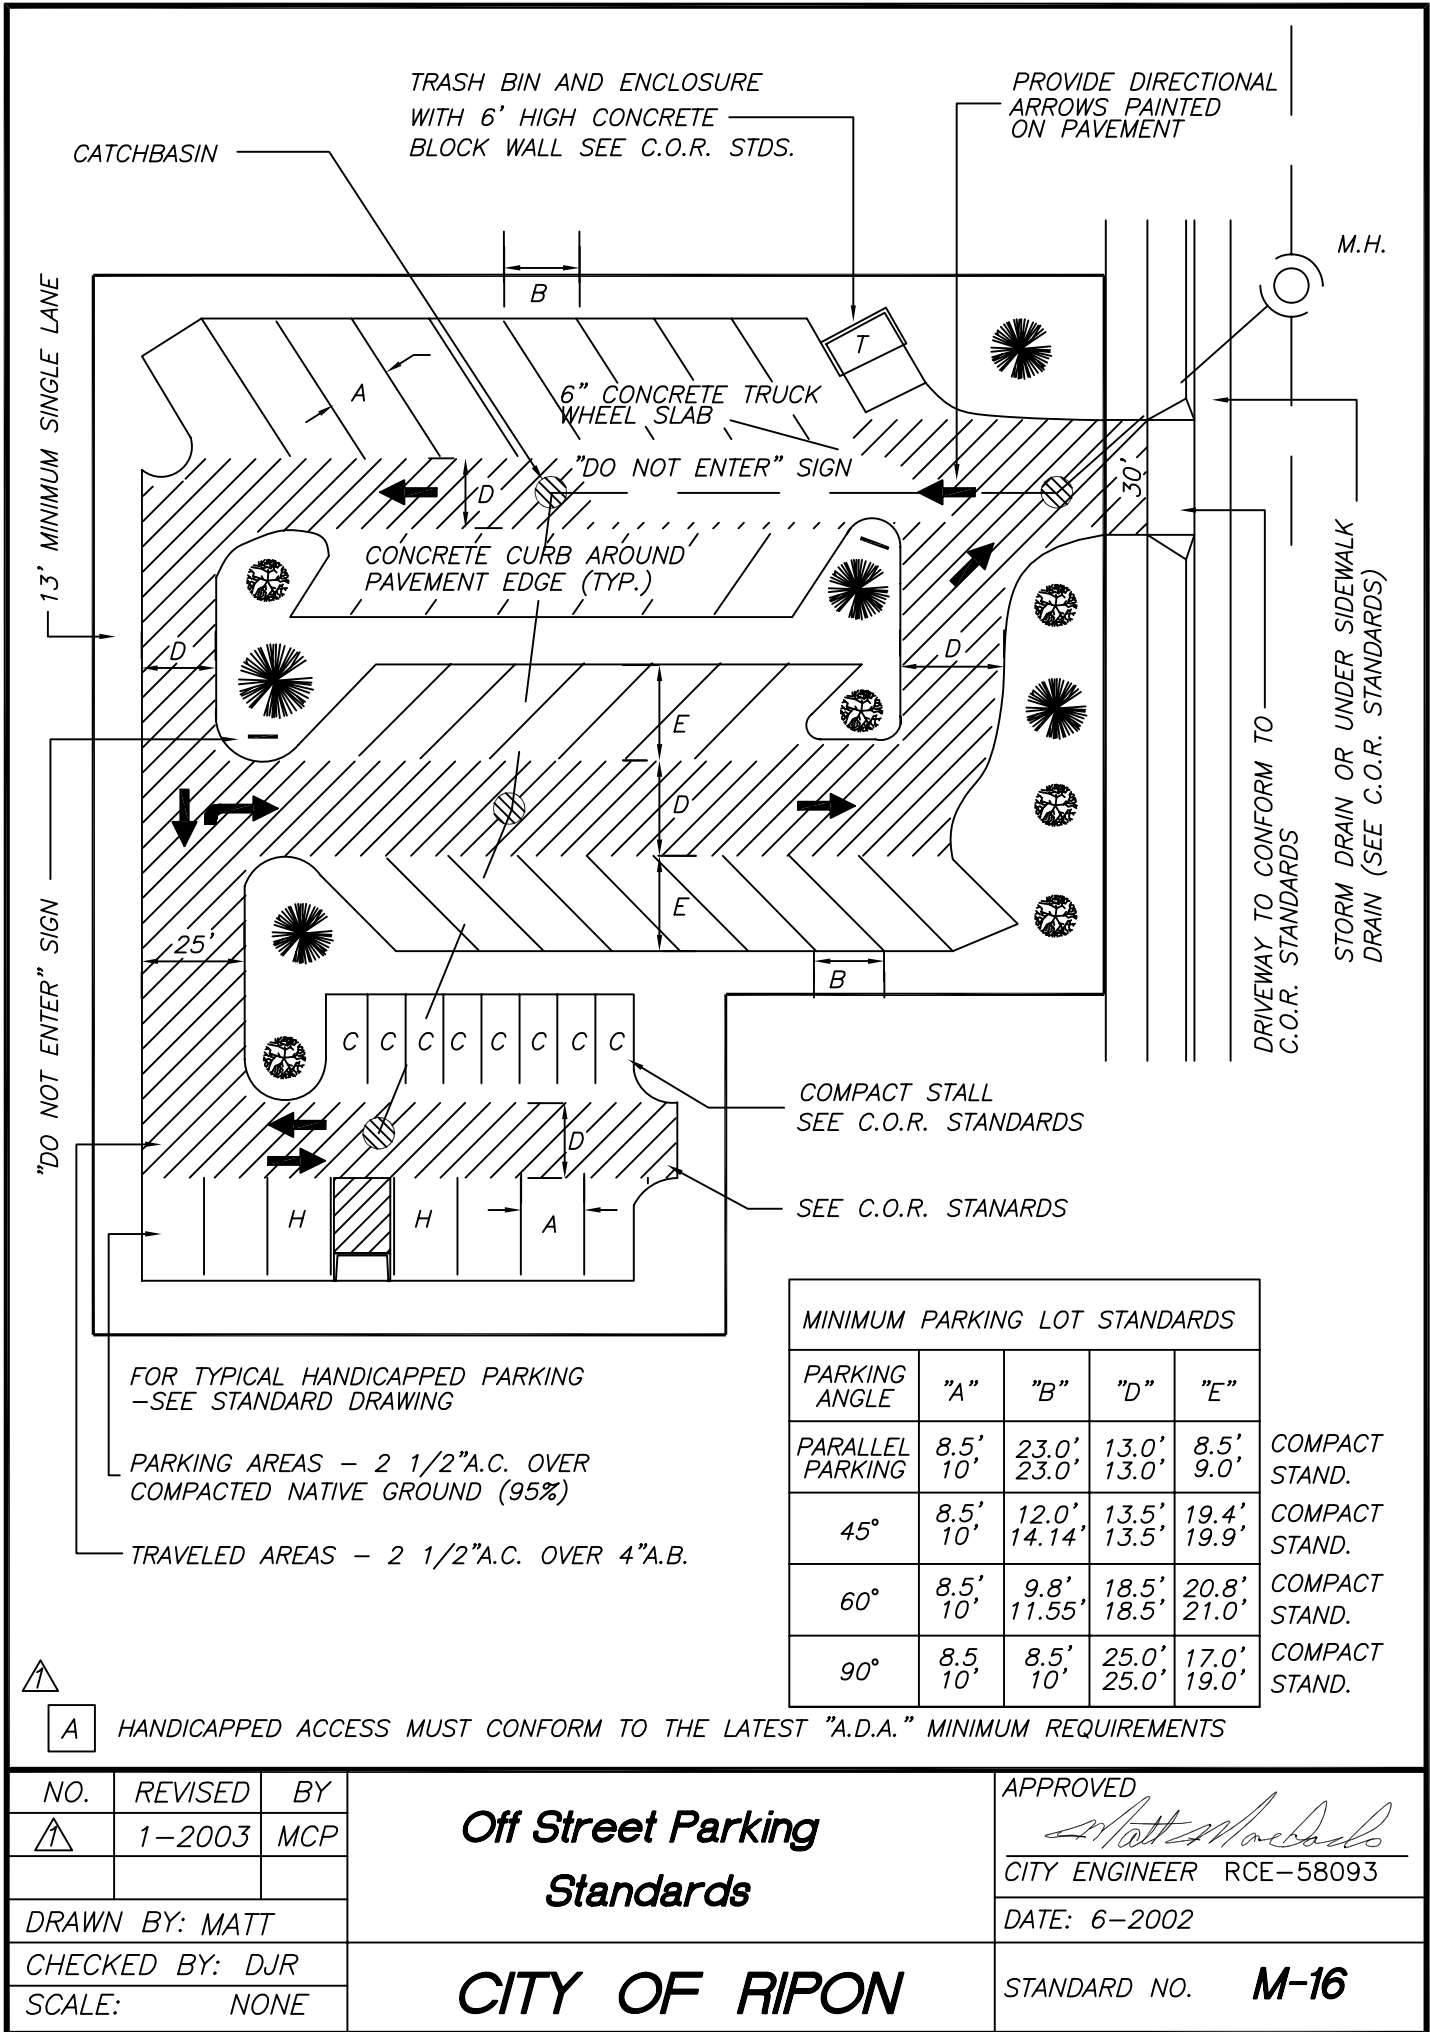 TRASH BIN AND ENCLOSURE
WITH 6' HIGH CONCRETE
BLOCK WALL SEE C.O.R. STDS.
PROVIDE DIRECTIONAL
ARROWS PAINTED
ON PAVEMENT
CATCHBASIN
M.H.
13' MINIMUM SINGLE LANE
B
T
A
6" CONCRETE TRUCK
WHEEL SLAB
"DO NOT ENTER" SIGN
D
30'
CONCRETE CURB AROUND
PAVEMENT EDGE (TYP.)
D
D
E
D
E
25'
B
"DO NOT ENTER" SIGN
DRIVEWAY TO CONFORM TO
C.O.R. STANDARDS
STORM DRAIN OR UNDER SIDEWALK
DRAIN (SEE C.O.R. STANDARDS)
C C C C C C C C
COMPACT STALL
SEE C.O.R. STANDARDS
D
SEE C.O.R. STANARDS
H H A
FOR TYPICAL HANDICAPPED PARKING
-SEE STANDARD DRAWING
PARKING AREAS - 2 1/2"A.C. OVER
COMPACTED NATIVE GROUND (95%)
TRAVELED AREAS - 2 1/2"A.C. OVER 4"A.B.
MINIMUM PARKING LOT STANDARDS
PARKING ANGLE "A" "B" "D" "E"
PARALLEL 8.5' 23.0' 13.0' 8.5' COMPACT
PARKING 10' 23.0' 13.0' 9.0' STAND.
45° 8.5' 12.0' 13.5' 19.4' COMPACT
10' 14.14' 13.5' 19.9' STAND.
60° 8.5' 9.8' 18.5' 20.8' COMPACT
10' 11.55' 18.5' 21.0' STAND.
90° 8.5 8.5' 25.0' 17.0' COMPACT
10' 10' 25.0' 19.0' STAND.
1
A HANDICAPPED ACCESS MUST CONFORM TO THE LATEST "A.D.A." MINIMUM REQUIREMENTS
NO. REVISED BY
1 1-2003 MCP
DRAWN BY: MATT
CHECKED BY: DJR
SCALE: NONE
Off Street Parking
Standards
CITY OF RIPON
APPROVED
CITY ENGINEER RCE-58093
DATE: 6-2002
STANDARD NO. M-16